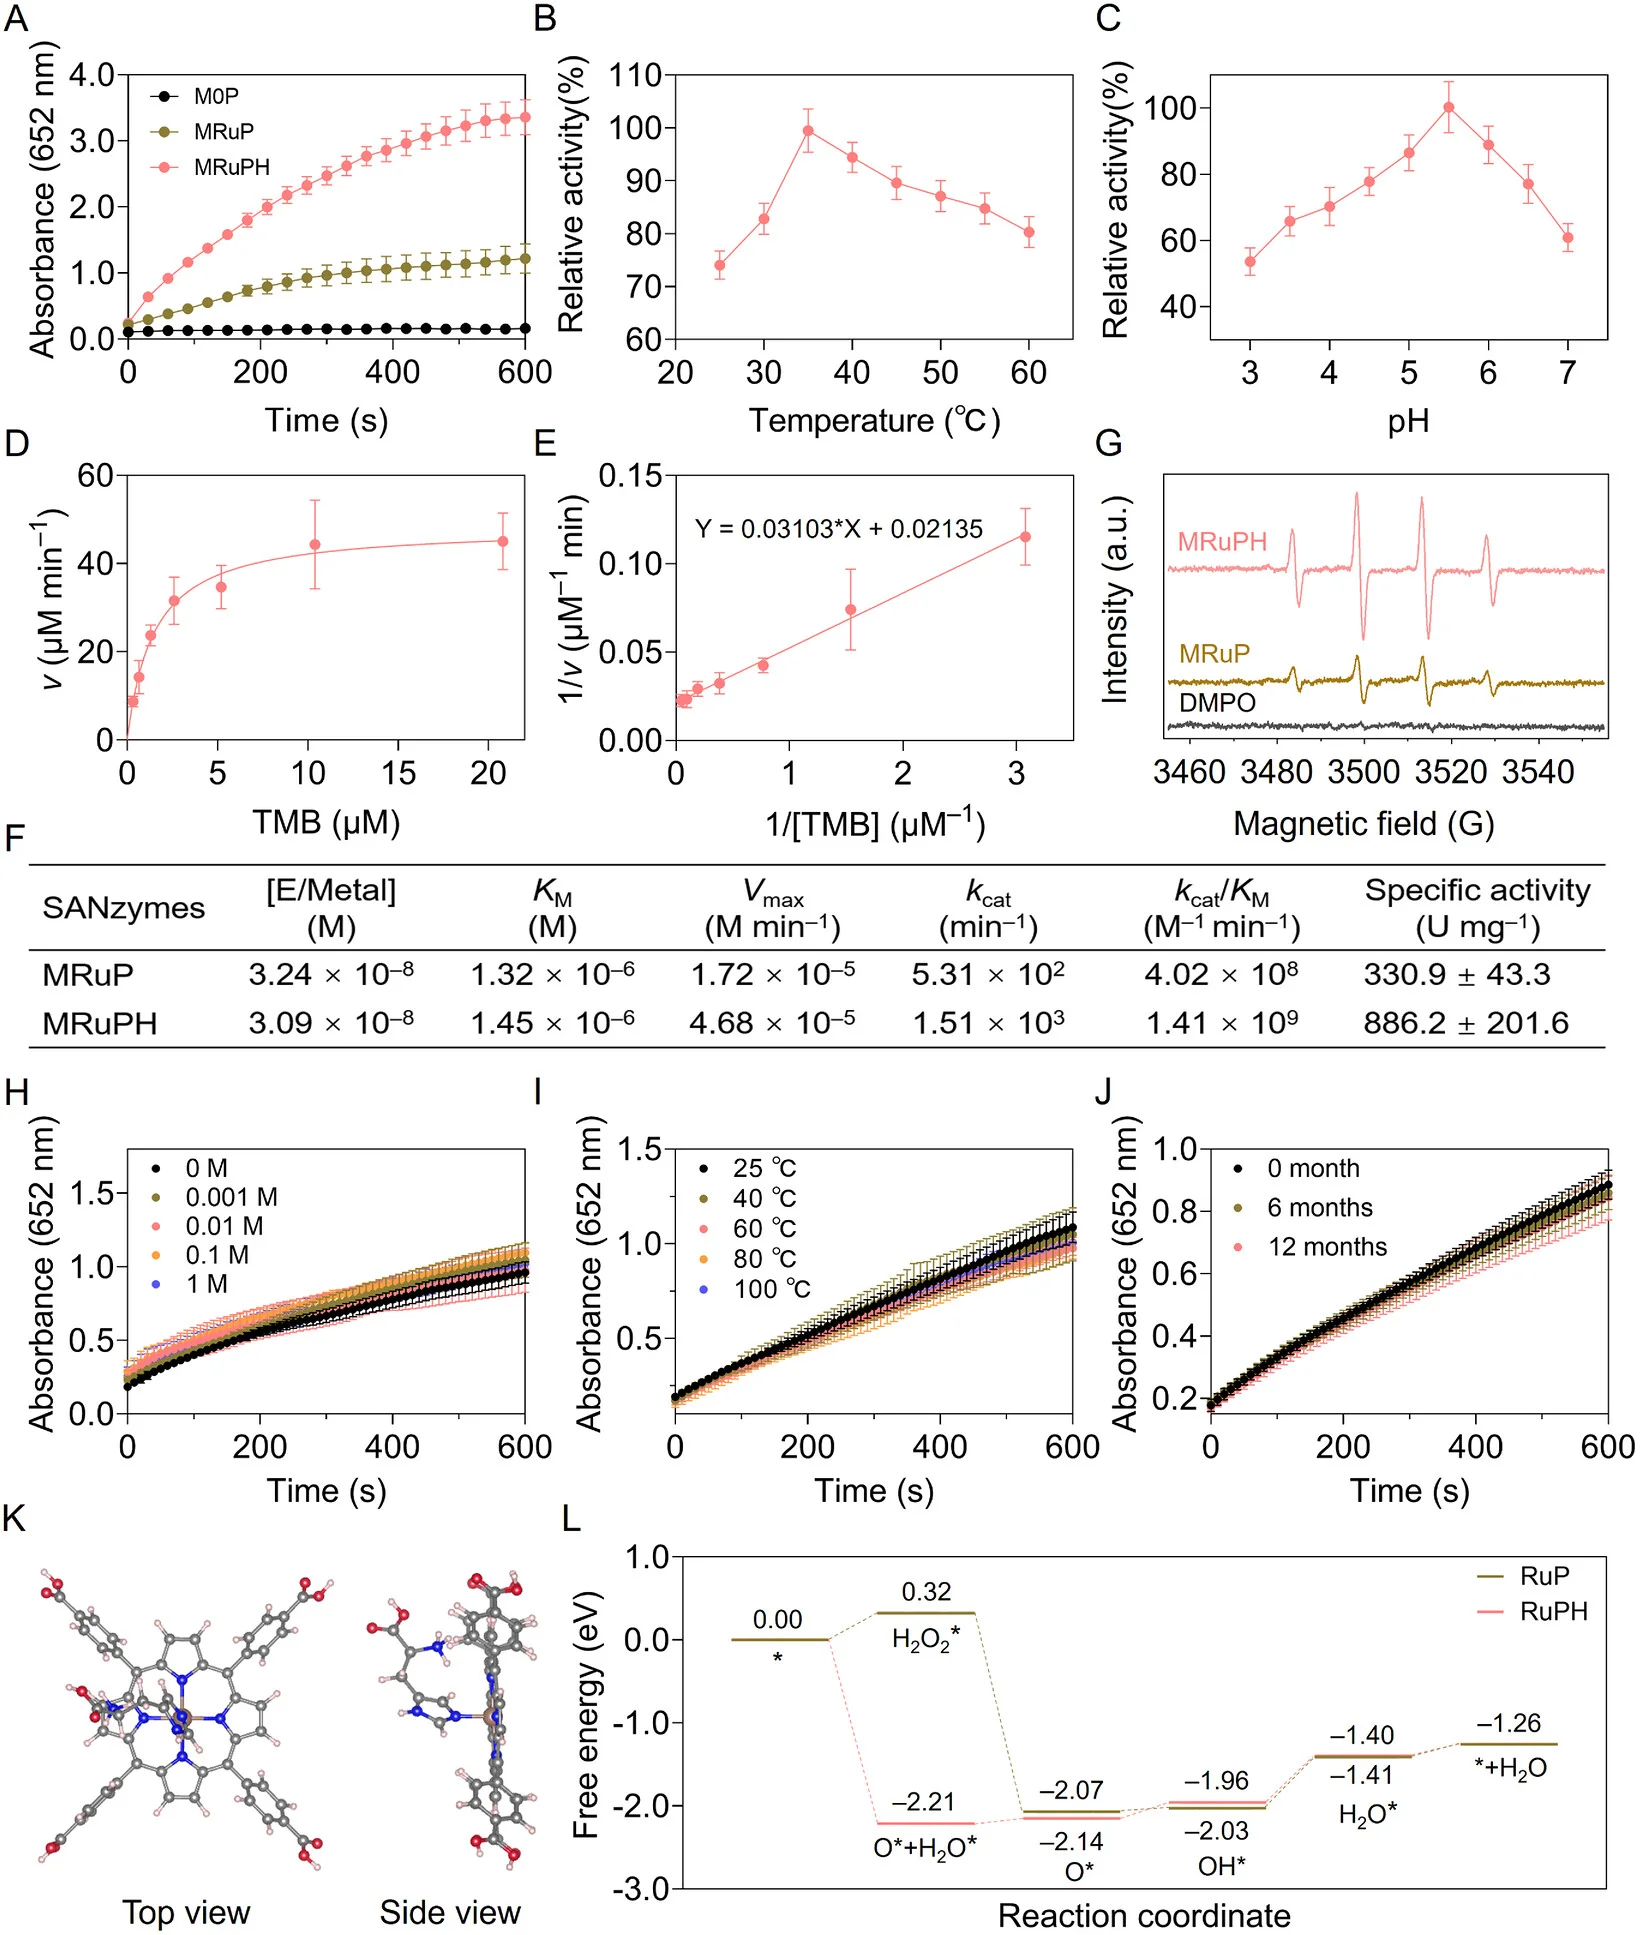 A
Absorbance (652 nm)
4.0
3.0
2.0
1.0
0.0
M0P
MRuP
MRuPH
0 200 400 600
Time (s)
B
Relative activity(%)
110
100
90
80
70
60
20 30 40 50 60
Temperature (℃)
C
Relative activity(%)
100
80
60
40
3 4 5 6 7
pH
D
v (µM min⁻¹)
60
40
20
0
0 5 10 15 20
TMB (µM)
E
1/v (µM⁻¹ min)
0.15
0.10
0.05
0.00
Y = 0.03103*X + 0.02135
0 1 2 3
1/[TMB] (µM⁻¹)
G
Intensity (a.u.)
MRuPH
MRuP
DMPO
3460 3480 3500 3520 3540
Magnetic field (G)
F
SANzymes [E/Metal] (M) K_M (M) V_max (M min⁻¹) k_cat (min⁻¹) k_cat/K_M (M⁻¹ min⁻¹) Specific activity (U mg⁻¹)
MRuP 3.24 × 10⁻⁸ 1.32 × 10⁻⁶ 1.72 × 10⁻⁵ 5.31 × 10² 4.02 × 10⁸ 330.9 ± 43.3
MRuPH 3.09 × 10⁻⁸ 1.45 × 10⁻⁶ 4.68 × 10⁻⁵ 1.51 × 10³ 1.41 × 10⁹ 886.2 ± 201.6
H
Absorbance (652 nm)
1.5
1.0
0.5
0.0
0 M
0.001 M
0.01 M
0.1 M
1 M
0 200 400 600
Time (s)
I
Absorbance (652 nm)
1.5
1.0
0.5
25 ℃
40 ℃
60 ℃
80 ℃
100 ℃
0 200 400 600
Time (s)
J
Absorbance (652 nm)
1.0
0.8
0.6
0.4
0.2
0 month
6 months
12 months
0 200 400 600
Time (s)
K
Top view
Side view
L
Free energy (eV)
1.0
0.0
-1.0
-2.0
-3.0
RuP
RuPH
0.00
*
0.32
H₂O₂*
–2.21
O*+H₂O*
–2.07
–2.14
O*
–1.96
–2.03
OH*
–1.40
–1.41
H₂O*
–1.26
*+H₂O
Reaction coordinate